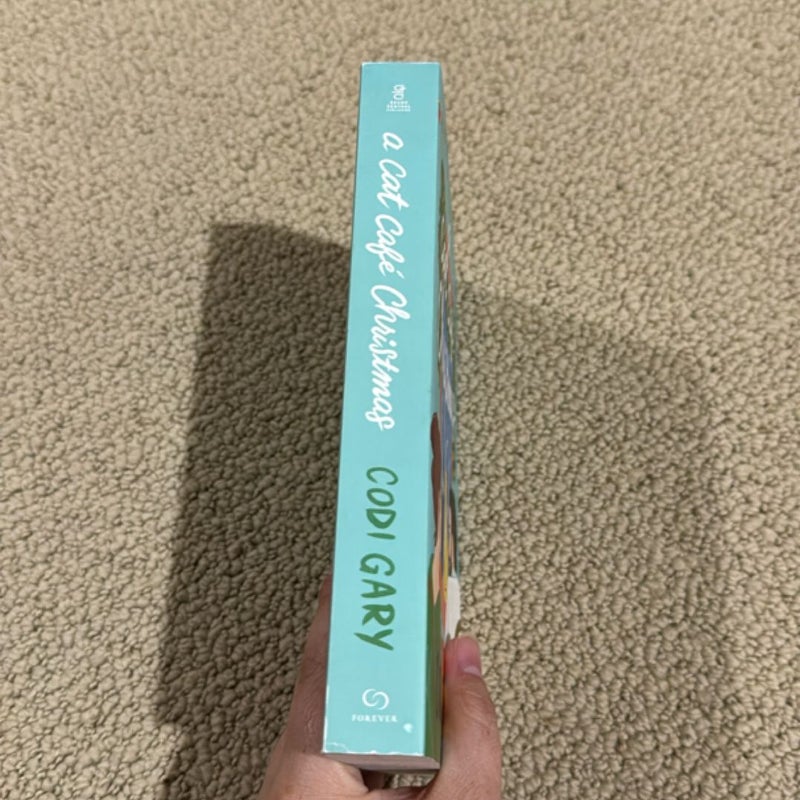 a Cat Café Christmas
CODI GARY
FOREVER